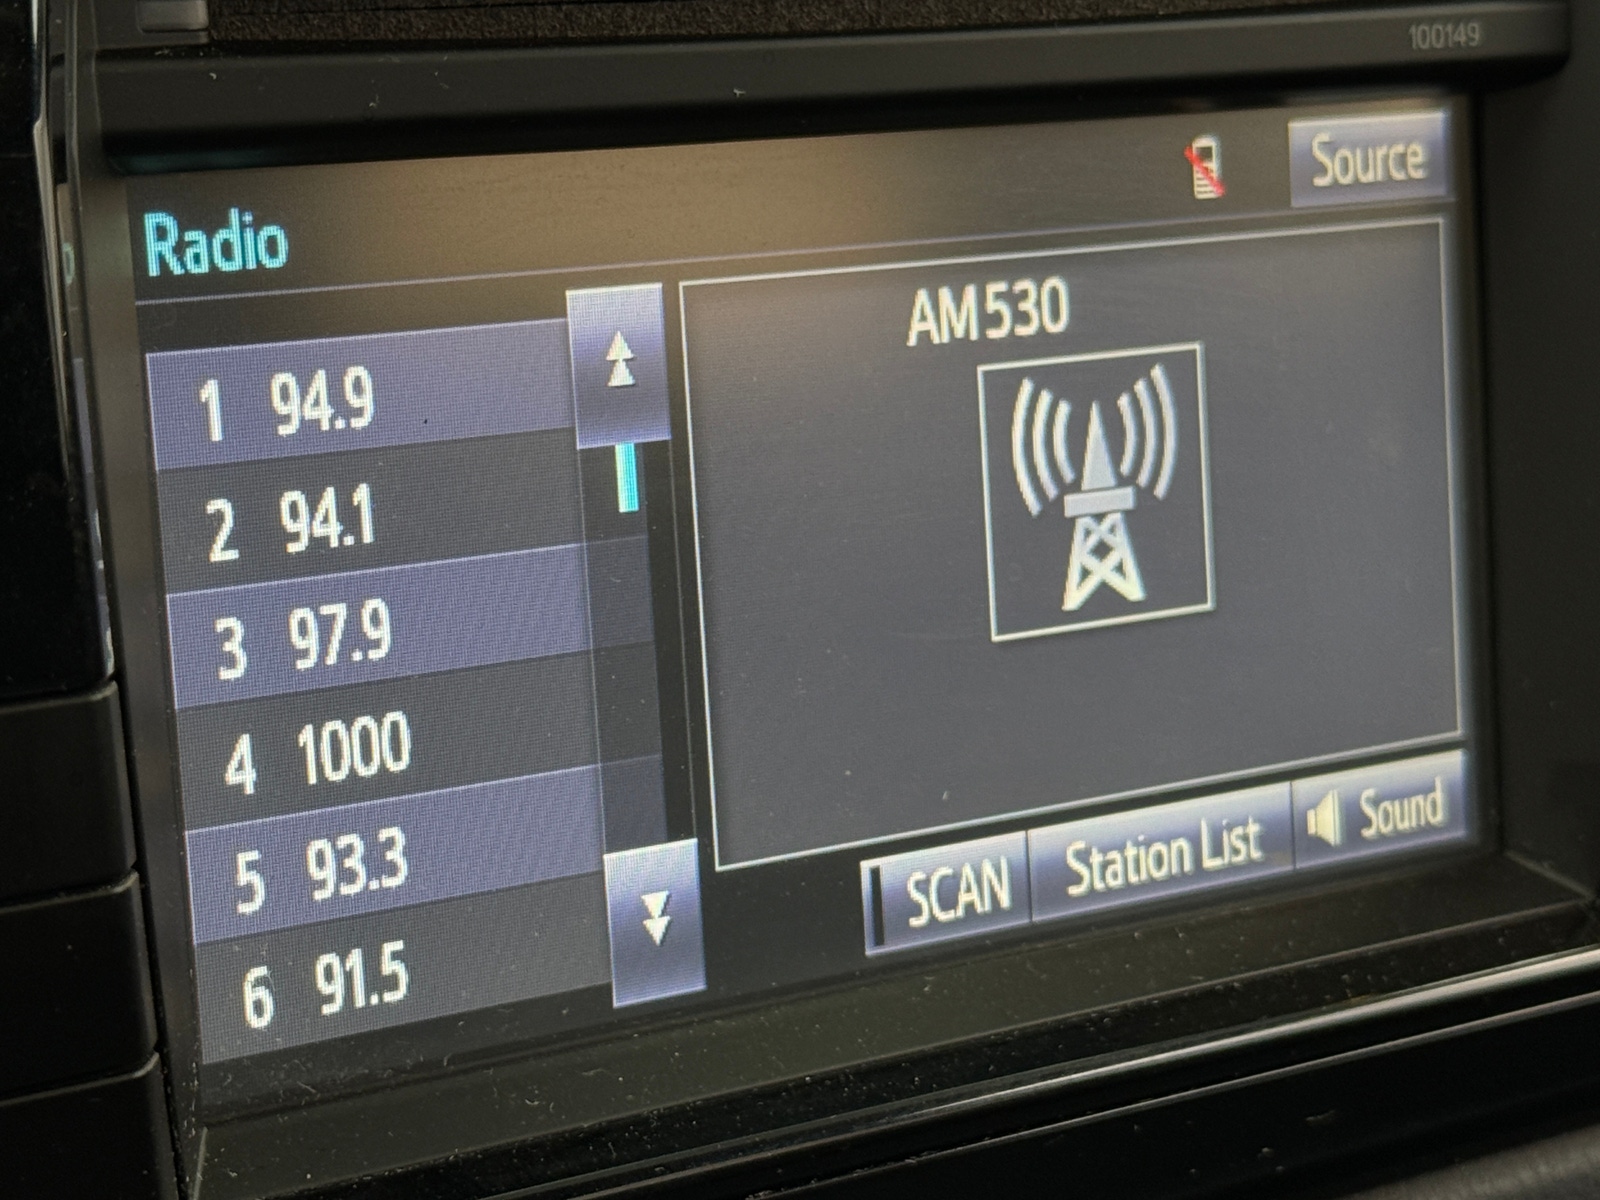 100149
Source
Radio
AM530
1 94.9
2 94.1
3 97.9
4 1000
5 93.3
6 91.5
SCAN
Station List
Sound